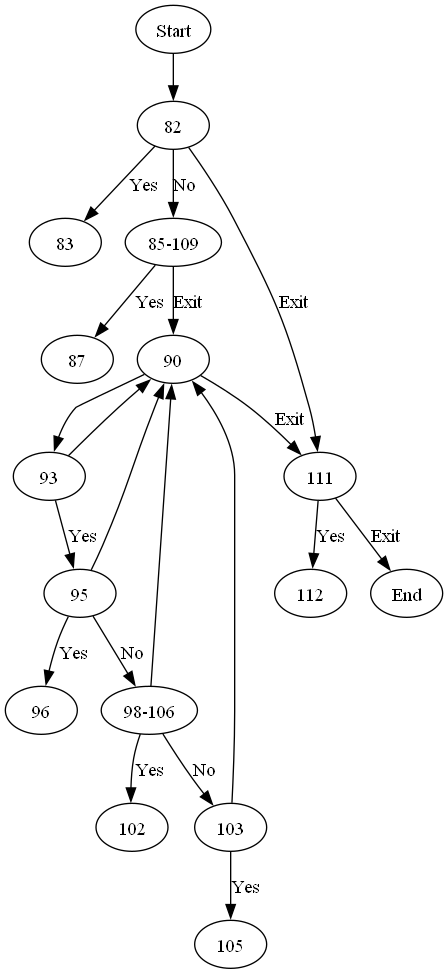 Start
82
Yes
No
83
85-109
Exit
Yes
Exit
87
90
Exit
93
111
Yes
Yes
Exit
95
112
End
Yes
No
96
98-106
Yes
No
102
103
Yes
105